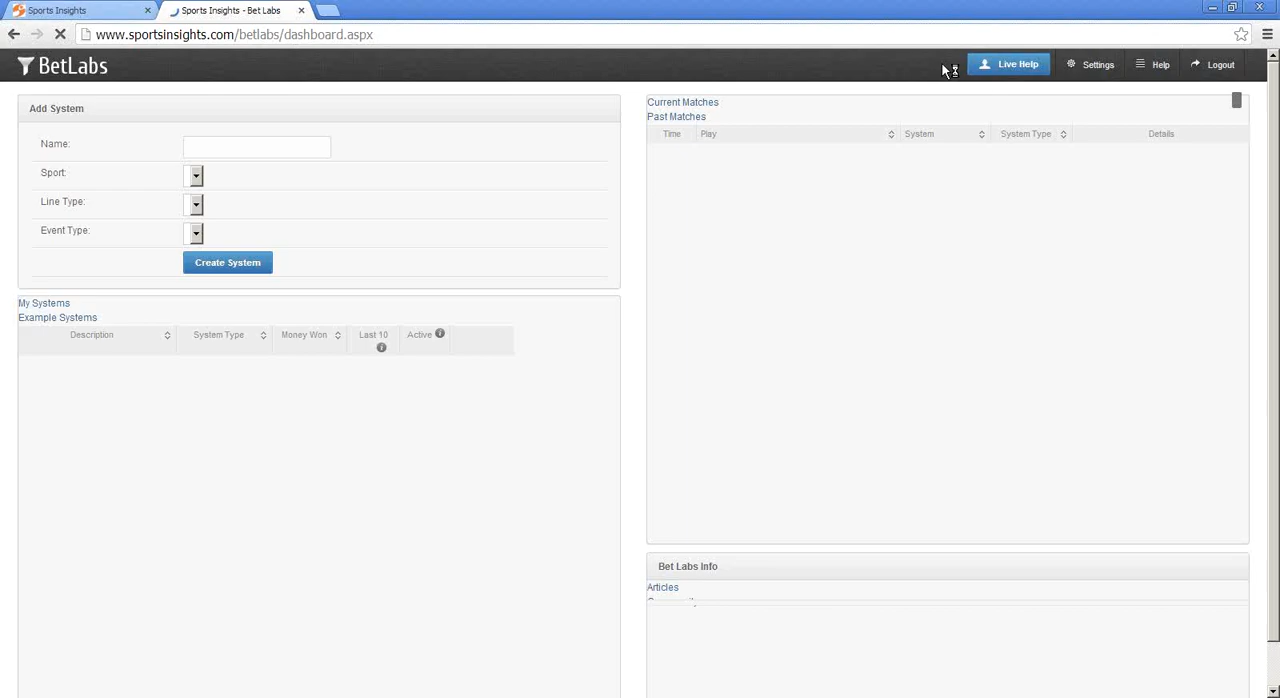 Sports Insights
Sports Insights - Bet Labs
www.sportsinsights.com/betlabs/dashboard.aspx
BetLabs
Live Help
Settings
Help
Logout
Add System
Name:
Sport:
Line Type:
Event Type:
Create System
My Systems
Example Systems
Description
System Type
Money Won
Last 10
Active
Current Matches
Past Matches
Time
Play
System
System Type
Details
Bet Labs Info
Articles